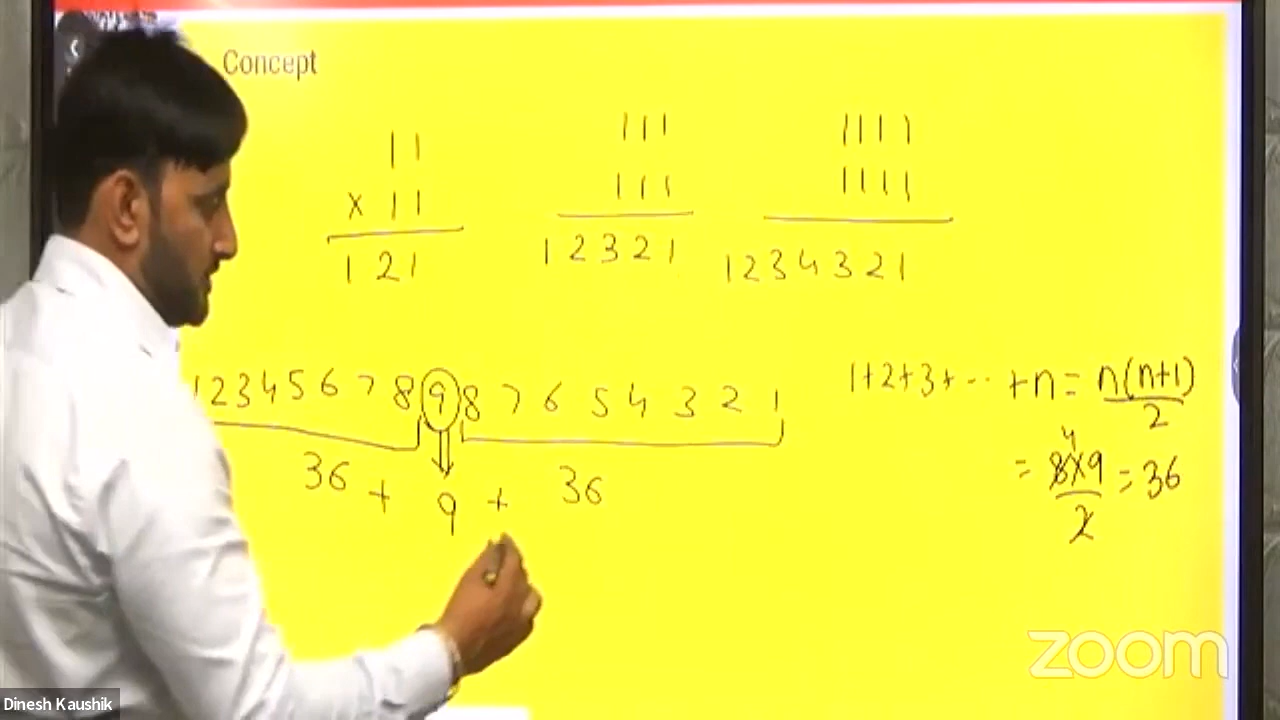 Concept
11
× 11
121
111
111
12321
1111
1111
1234321
12345678987654321
36 + 9 + 36
1+2+3+ --- +n = n(n+1)/2
= 8×9/2 = 36
4
zoom
Dinesh Kaushik